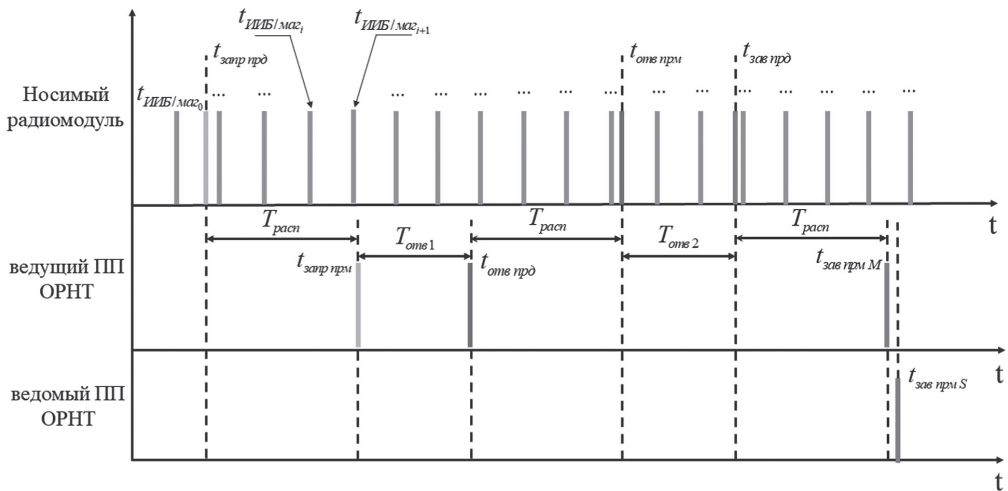 t_ИИБ/маг_i
t_ИИБ/маг_i+1
t_запр прд
t_отв прм
t_зав прд
t_ИИБ/маг_0
... ... ... ... ... ... ... ... ... ... ... ... ... ...
Носимый
радиомодуль
t
T_расп
T_отв 1
T_расп
T_отв 2
T_расп
ведущий ПП
ОРНТ
t_запр прм
t_отв прд
t_зав прм M
t
ведомый ПП
ОРНТ
t_зав прм S
t